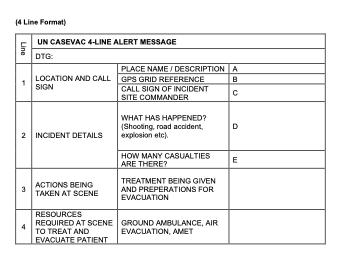 (4 Line Format)
Line
UN CASEVAC 4-LINE ALERT MESSAGE
DTG:
1
LOCATION AND CALL
SIGN
PLACE NAME / DESCRIPTION
A
GPS GRID REFERENCE
B
CALL SIGN OF INCIDENT
SITE COMMANDER
C
2
INCIDENT DETAILS
WHAT HAS HAPPENED?
(Shooting, road accident,
explosion etc).
D
HOW MANY CASUALTIES
ARE THERE?
E
3
ACTIONS BEING
TAKEN AT SCENE
TREATMENT BEING GIVEN
AND PREPERATIONS FOR
EVACUATION
4
RESOURCES
REQUIRED AT SCENE
TO TREAT AND
EVACUATE PATIENT
GROUND AMBULANCE, AIR
EVACUATION, AMET